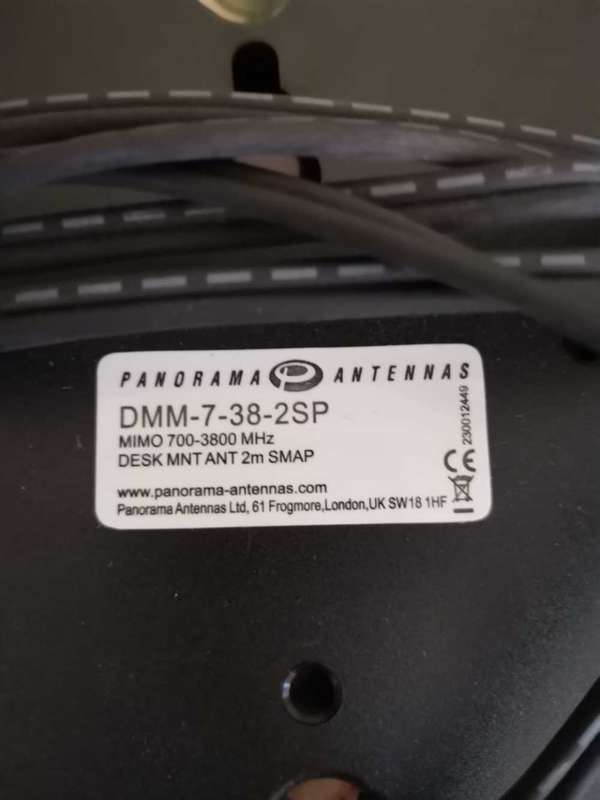 PANORAMA P ANTENNAS
DMM-7-38-2SP
MIMO 700-3800 MHz
DESK MNT ANT 2m SMAP
www.panorama-antennas.com
Panorama Antennas Ltd, 61 Frogmore,London,UK SW18 1HF
CE
230012449